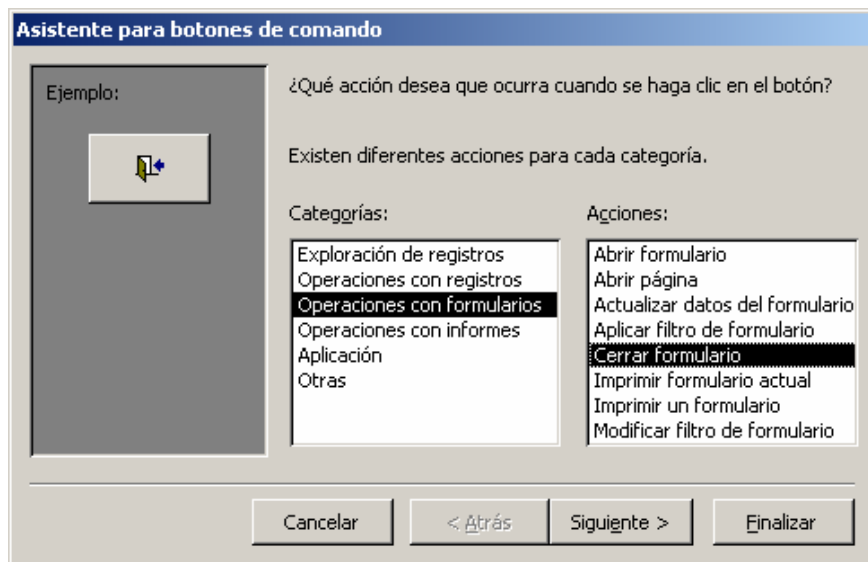 Asistente para botones de comando
Ejemplo:
¿Qué acción desea que ocurra cuando se haga clic en el botón?
Existen diferentes acciones para cada categoría.
Categorías:
Exploración de registros
Operaciones con registros
Operaciones con formularios
Operaciones con informes
Aplicación
Otras
Acciones:
Abrir formulario
Abrir página
Actualizar datos del formulario
Aplicar filtro de formulario
Cerrar formulario
Imprimir formulario actual
Imprimir un formulario
Modificar filtro de formulario
Cancelar
< Atrás
Siguiente >
Finalizar